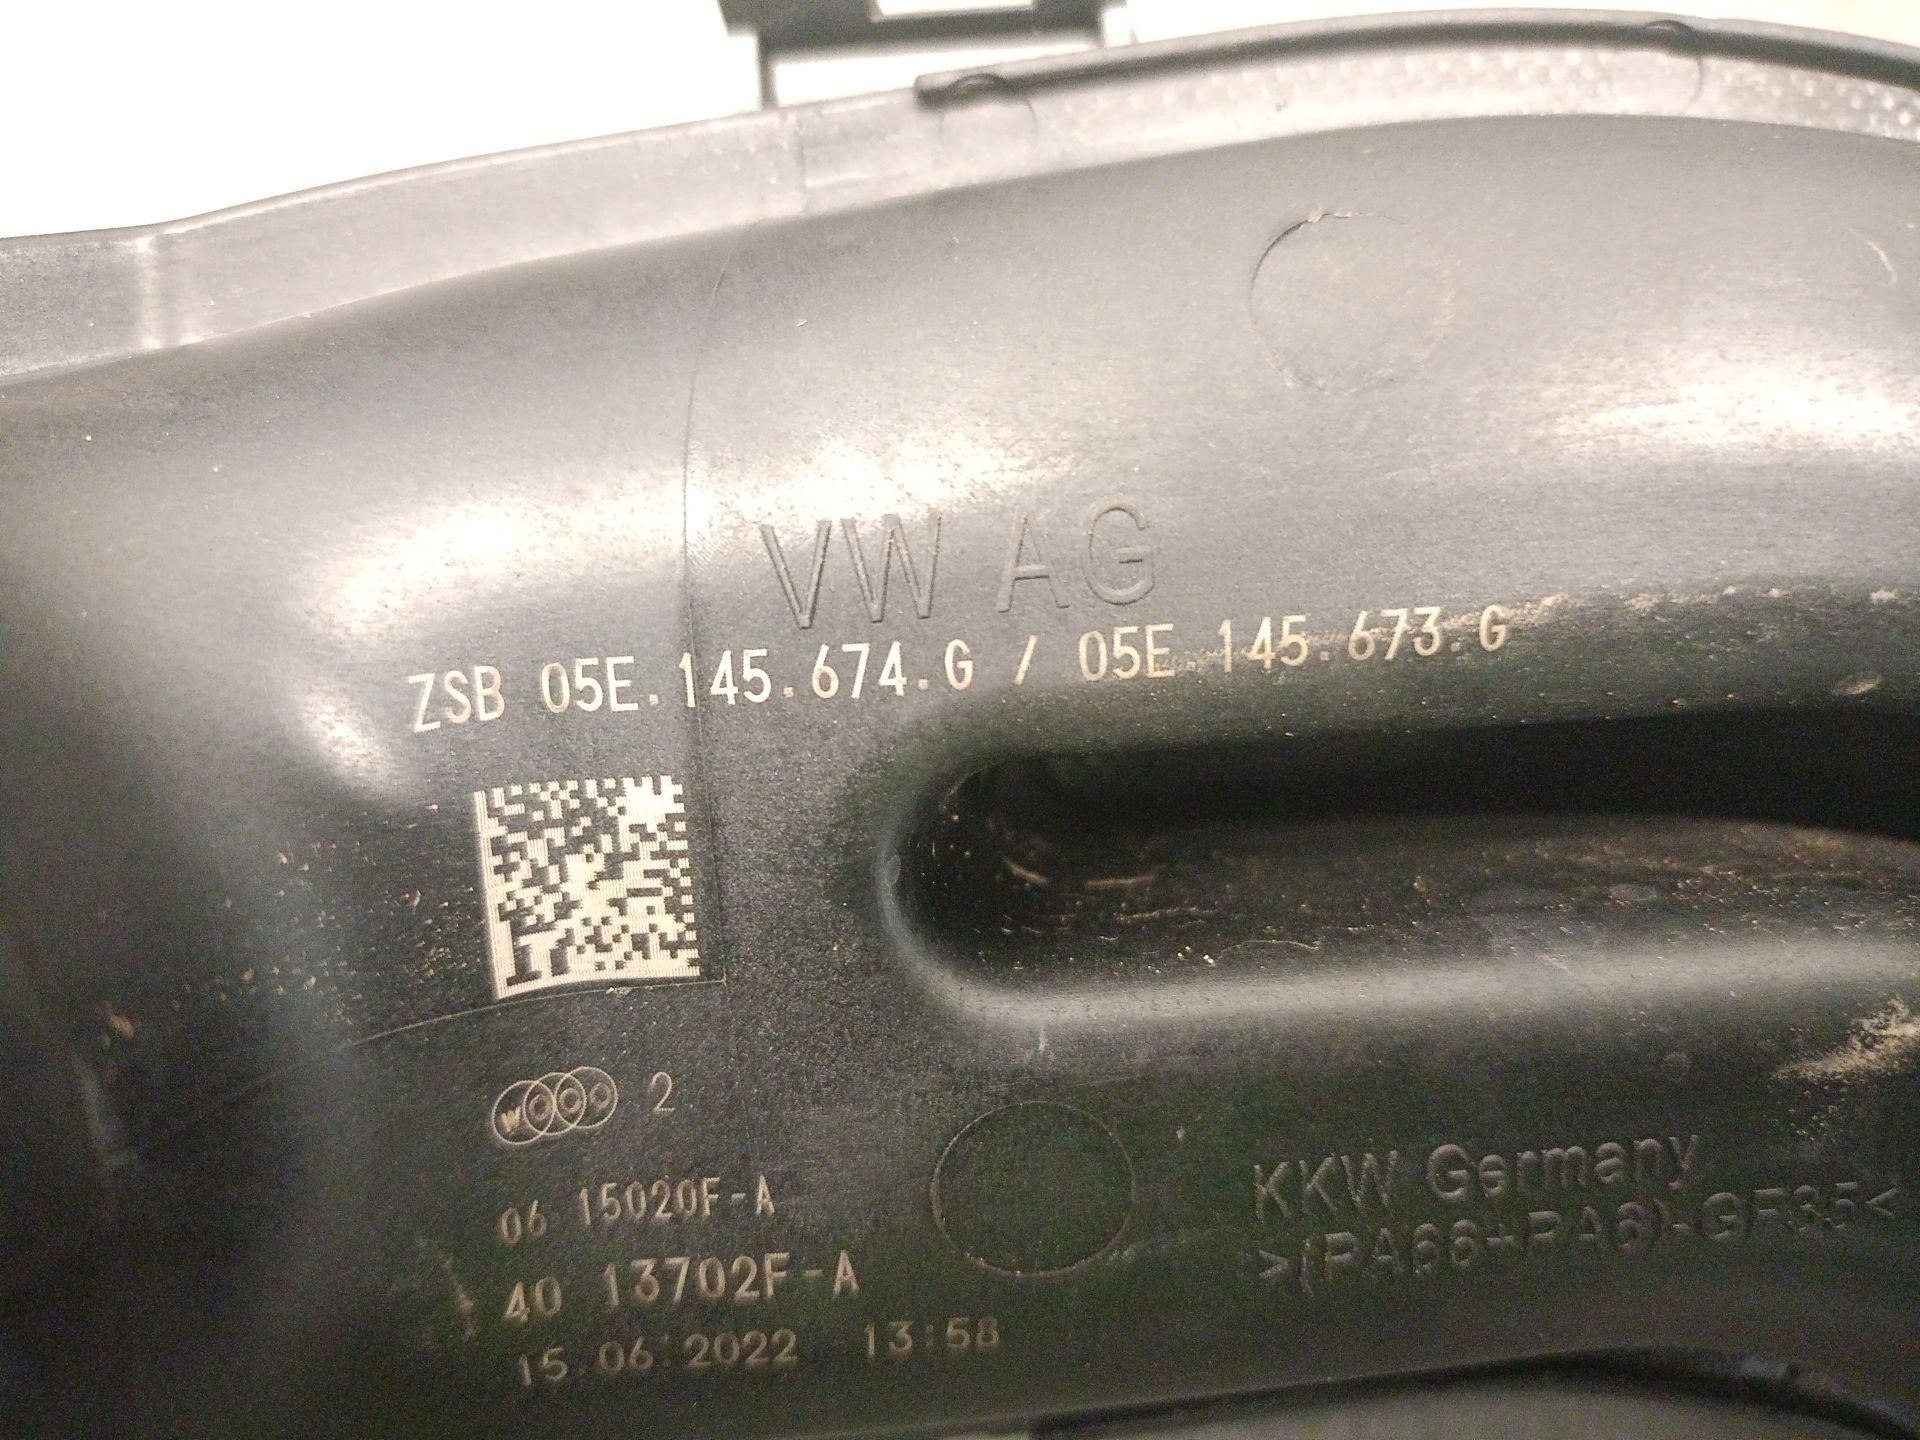 VW AG
ZSB 05E.145.674.G / 05E.145.673.G
W 2
06 15020F-A
40 13702F-A
15.06.2022 13:58
KKW Germany
>(PA66+PA6)-GF35<